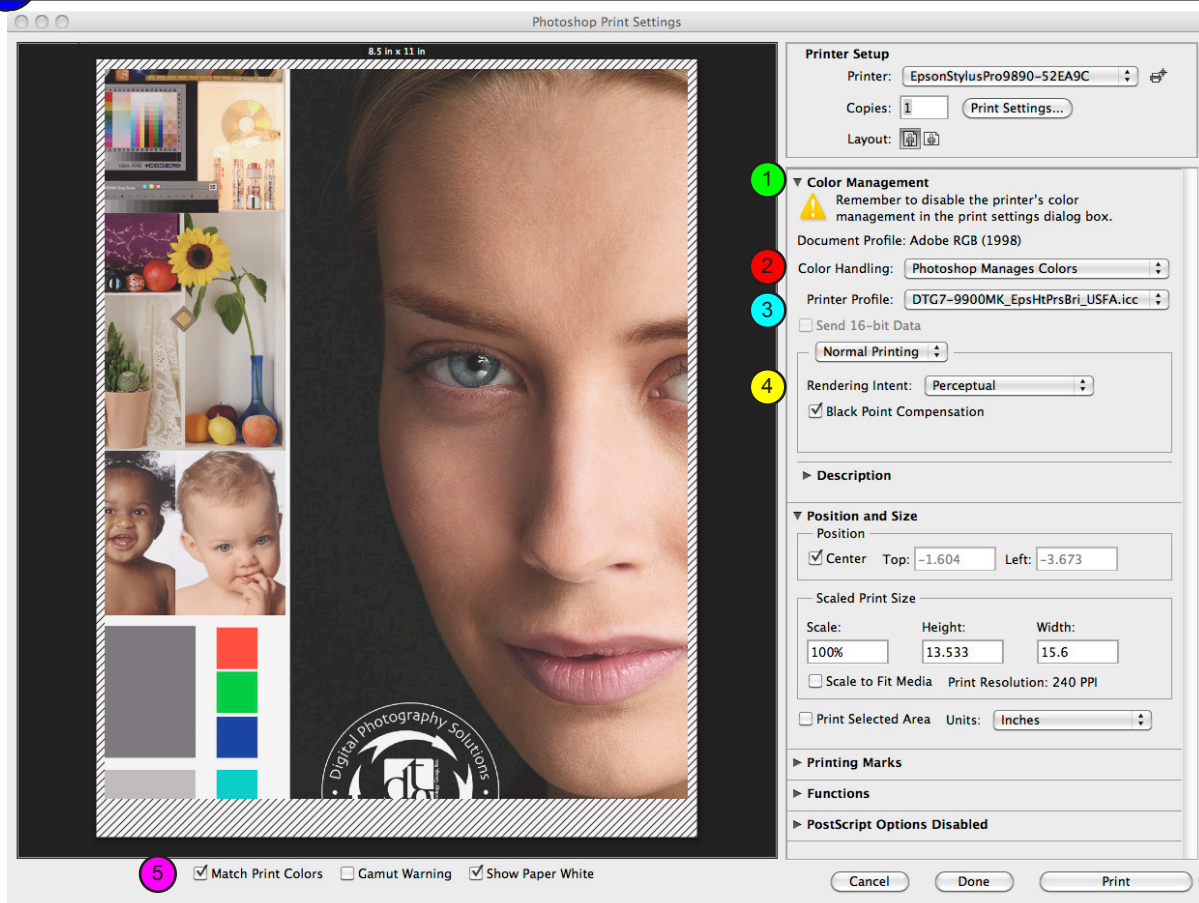 Photoshop Print Settings
8.5 in x 11 in
Printer Setup
Printer: EpsonStylusPro9890-52EA9C
Copies: 1 Print Settings...
Layout:
1
Color Management
Remember to disable the printer's color
management in the print settings dialog box.
Document Profile: Adobe RGB (1998)
2
Color Handling: Photoshop Manages Colors
Printer Profile: DTG7-9900MK_EpsHtPrsBri_USFA.icc
3
Send 16-bit Data
Normal Printing
4
Rendering Intent: Perceptual
Black Point Compensation
Description
Position and Size
Position
Center Top: -1.604 Left: -3.673
Scaled Print Size
Scale: Height: Width:
100% 13.533 15.6
Scale to Fit Media Print Resolution: 240 PPI
Print Selected Area Units: Inches
Printing Marks
Functions
PostScript Options Disabled
Digital Photography Solutions
dt
5
Match Print Colors Gamut Warning Show Paper White
Cancel Done Print